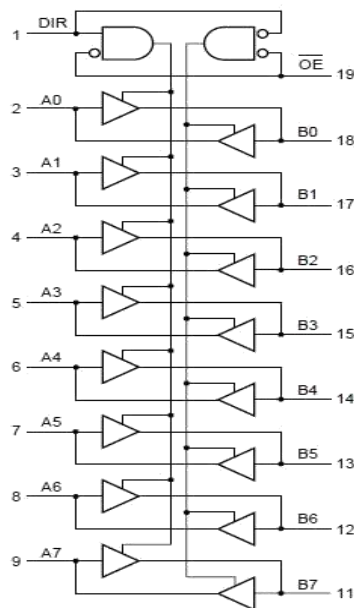 1 DIR
OE 19
2 A0
B0 18
3 A1
B1 17
4 A2
B2 16
5 A3
B3 15
6 A4
B4 14
7 A5
B5 13
8 A6
B6 12
9 A7
B7 11